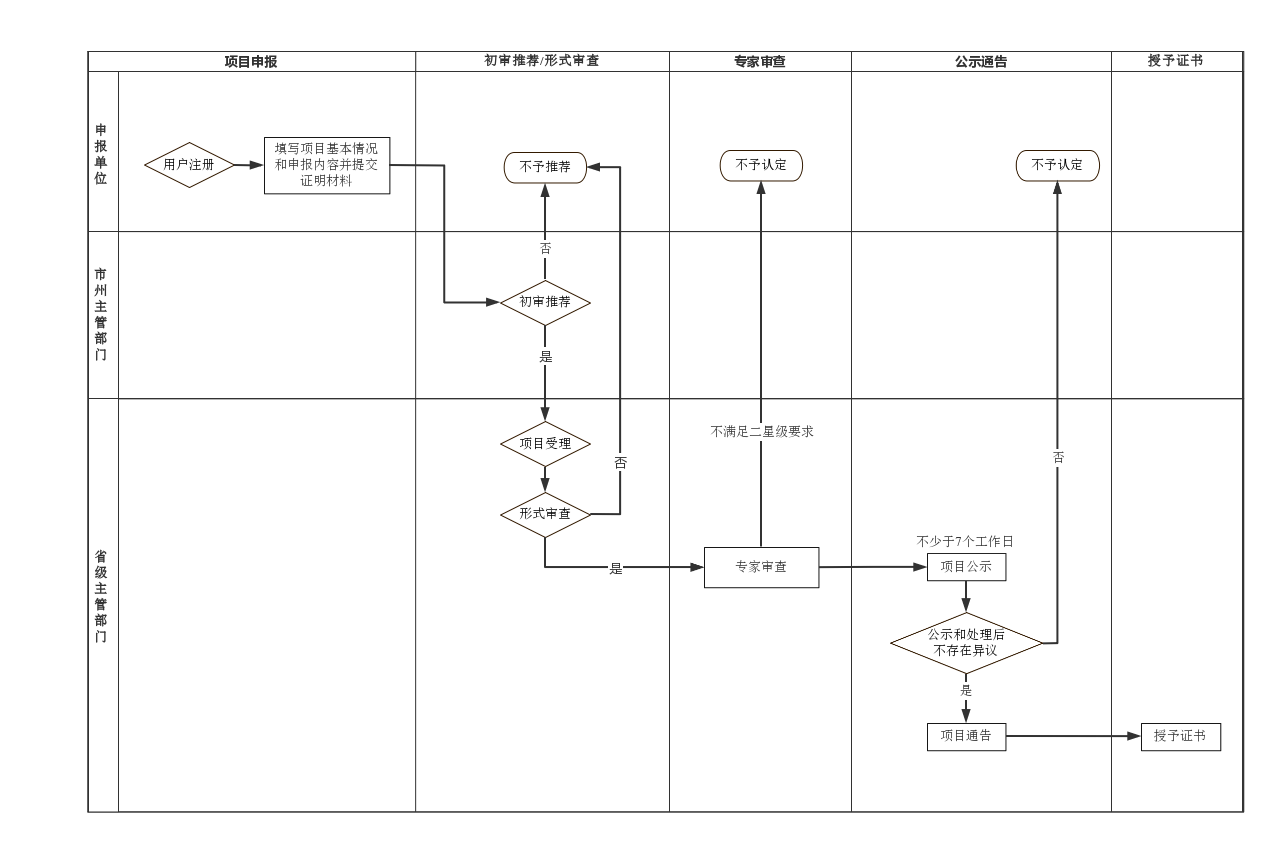 项目申报
初审推荐/形式审查
专家审查
公示通告
授予证书
申报单位
用户注册
填写项目基本情况
和申报内容并提交
证明材料
不予推荐
不予认定
不予认定
否
市州主管部门
初审推荐
是
不满足二星级要求
项目受理
否
否
形式审查
省级主管部门
不少于7个工作日
是
专家审查
项目公示
公示和处理后
不存在异议
是
项目通告
授予证书